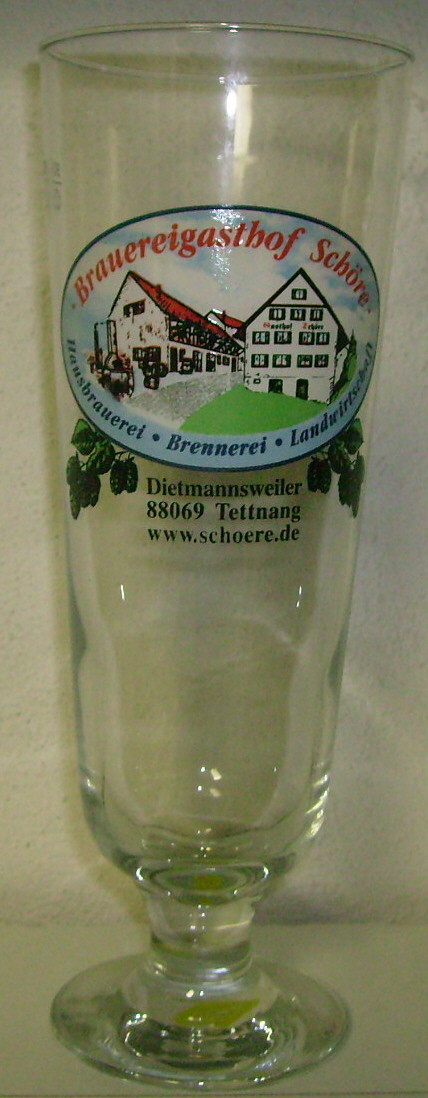 Brauereigasthof Schöre
Gasthof Schöre
Hausbrauerei • Brennerei • Landwirtschaft
Dietmannsweiler
88069 Tettnang
www.schoere.de